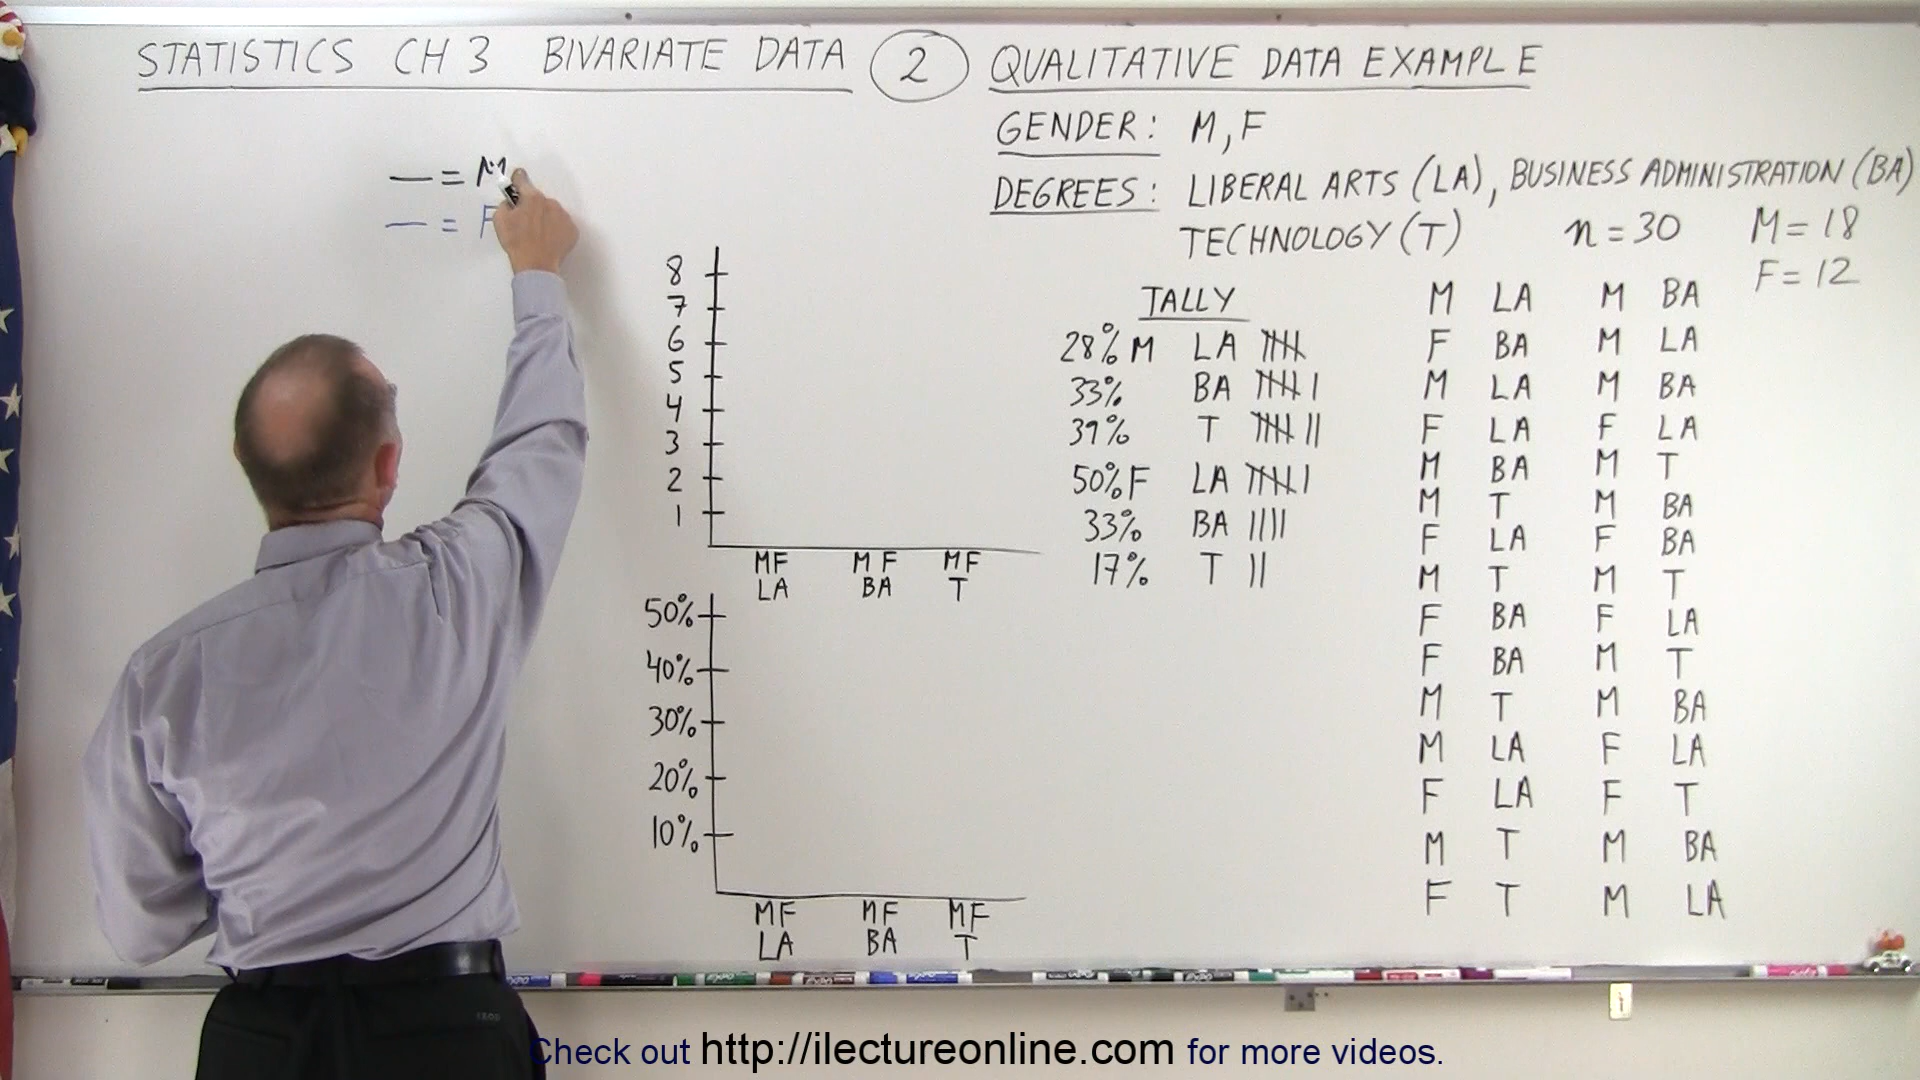 STATISTICS CH 3 BIVARIATE DATA 2 QUALITATIVE DATA EXAMPLE
GENDER: M, F
DEGREES: LIBERAL ARTS (LA), BUSINESS ADMINISTRATION (BA)
TECHNOLOGY (T) n = 30 M = 18
F = 12
— = M
— = F
8
7
6
5
4
3
2
1
MF M F MF
LA BA T
50%
40%
30%
20%
10%
MF MF MF
LA BA T
TALLY
28% M LA
33% BA
39% T
50% F LA
33% BA
17% T
M LA M BA
F BA M LA
M LA M BA
F LA F LA
M BA M T
M T M BA
F LA F BA
M T M T
F BA F LA
F BA M T
M T M BA
M LA F LA
F LA F T
M T M BA
F T M LA
Check out http://ilectureonline.com for more videos.